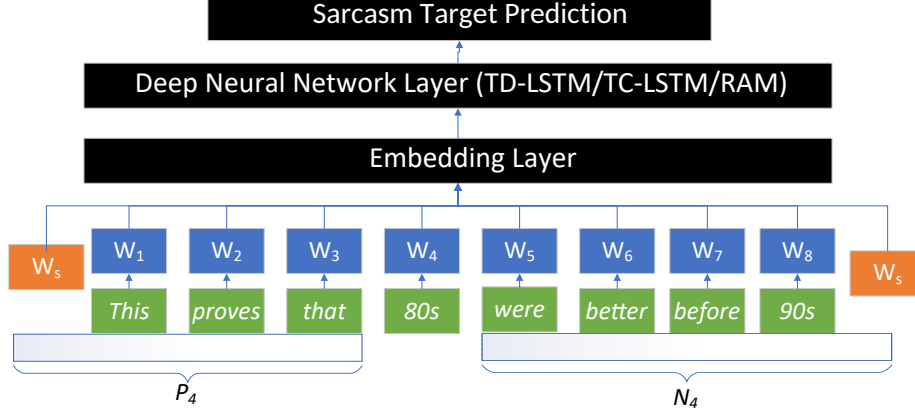 Sarcasm Target Prediction
Deep Neural Network Layer (TD-LSTM/TC-LSTM/RAM)
Embedding Layer
Ws W1 W2 W3 W4 W5 W6 W7 W8 Ws
This proves that 80s were better before 90s
P4 N4